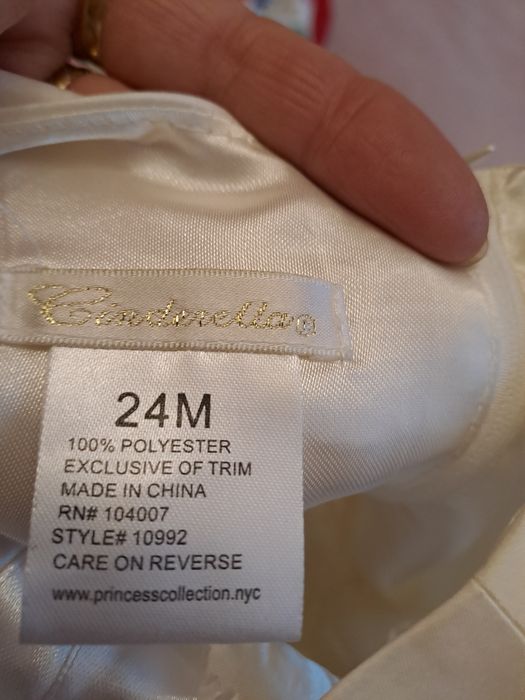 Cinderella®
24M
100% POLYESTER
EXCLUSIVE OF TRIM
MADE IN CHINA
RN# 104007
STYLE# 10992
CARE ON REVERSE
www.princesscollection.nyc